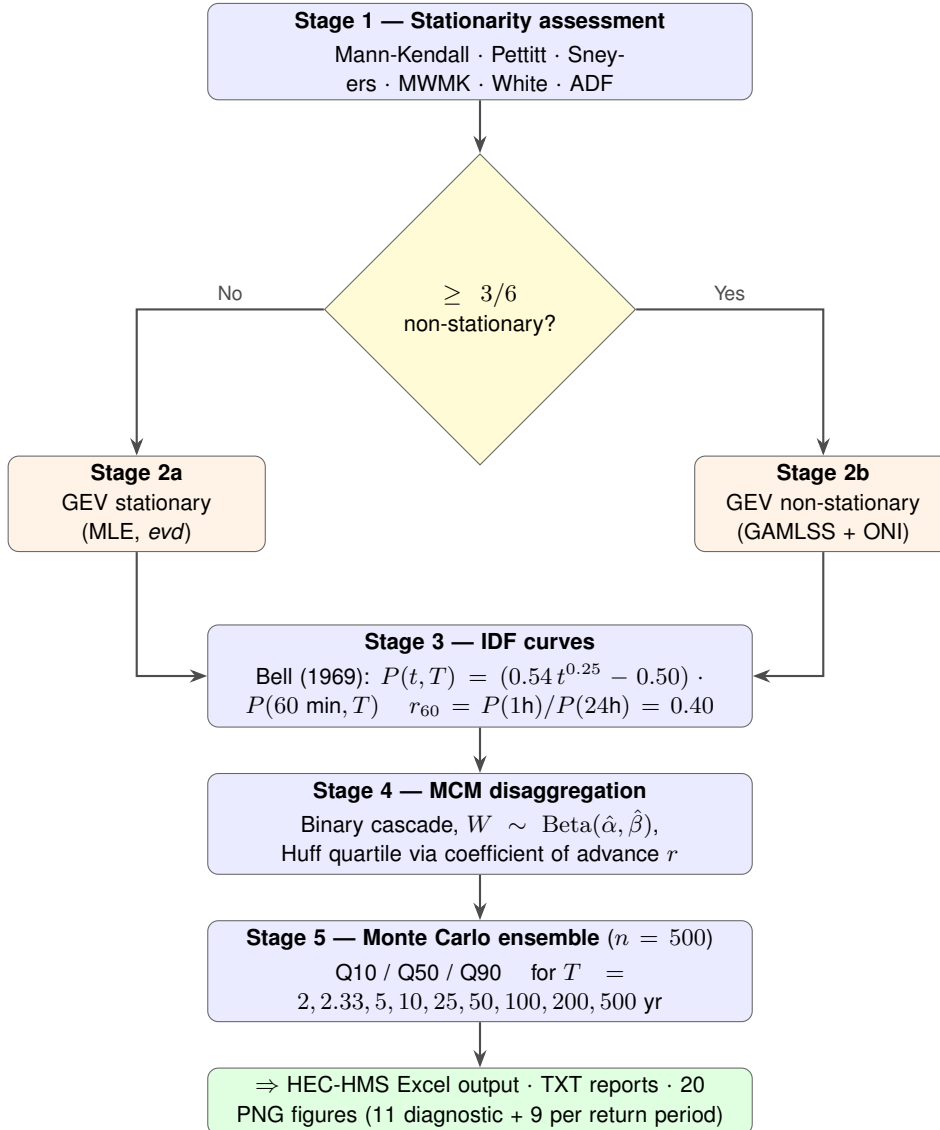 Stage 1 — Stationarity assessment
Mann-Kendall · Pettitt · Sney-
ers · MWMK · White · ADF
≥ 3/6
non-stationary?
No
Yes
Stage 2a
GEV stationary
(MLE, evd)
Stage 2b
GEV non-stationary
(GAMLSS + ONI)
Stage 3 — IDF curves
Bell (1969): P(t, T) = (0.54 t^0.25 − 0.50) ·
P(60 min, T) r₆₀ = P(1h)/P(24h) = 0.40
Stage 4 — MCM disaggregation
Binary cascade, W ∼ Beta(α̂, β̂),
Huff quartile via coefficient of advance r
Stage 5 — Monte Carlo ensemble (n = 500)
Q10 / Q50 / Q90 for T =
2, 2.33, 5, 10, 25, 50, 100, 200, 500 yr
⇒ HEC-HMS Excel output · TXT reports · 20
PNG figures (11 diagnostic + 9 per return period)